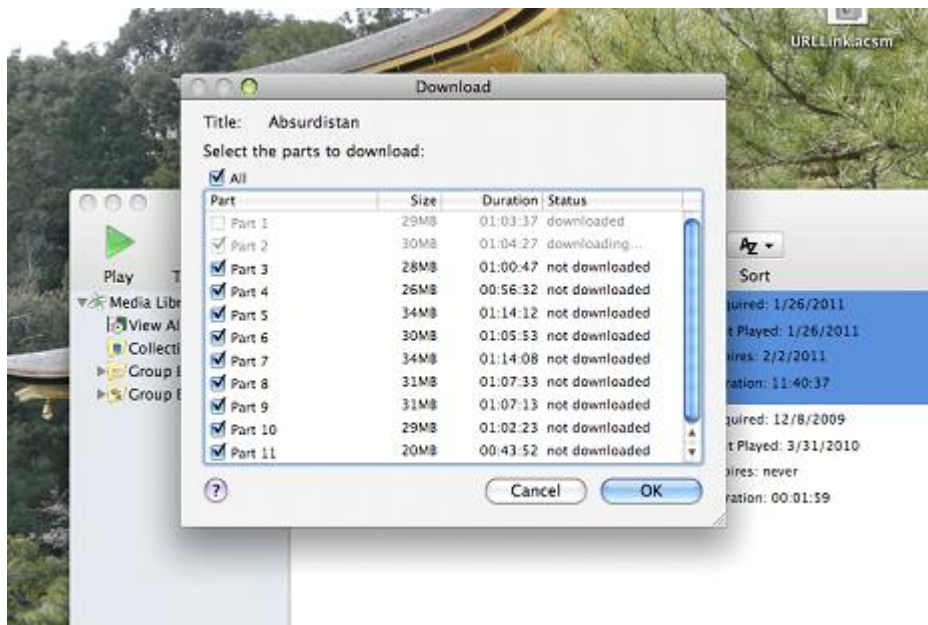 URLLink.acsm
Download
Title: Absurdistan
Select the parts to download:
All
Part Size Duration Status
Part 1 29MB 01:03:37 downloaded
Part 2 30MB 01:04:27 downloading...
Part 3 28MB 01:00:47 not downloaded
Part 4 26MB 00:56:32 not downloaded
Part 5 34MB 01:14:12 not downloaded
Part 6 30MB 01:05:53 not downloaded
Part 7 34MB 01:14:08 not downloaded
Part 8 31MB 01:07:33 not downloaded
Part 9 31MB 01:07:13 not downloaded
Part 10 29MB 01:02:23 not downloaded
Part 11 20MB 00:43:52 not downloaded
? Cancel OK
Play T
Media Libr
View Al
Collecti
Group
Group
AZ
Sort
quired: 1/26/2011
t Played: 1/26/2011
ires: 2/2/2011
ration: 11:40:37
quired: 12/8/2009
t Played: 3/31/2010
ires: never
ration: 00:01:59